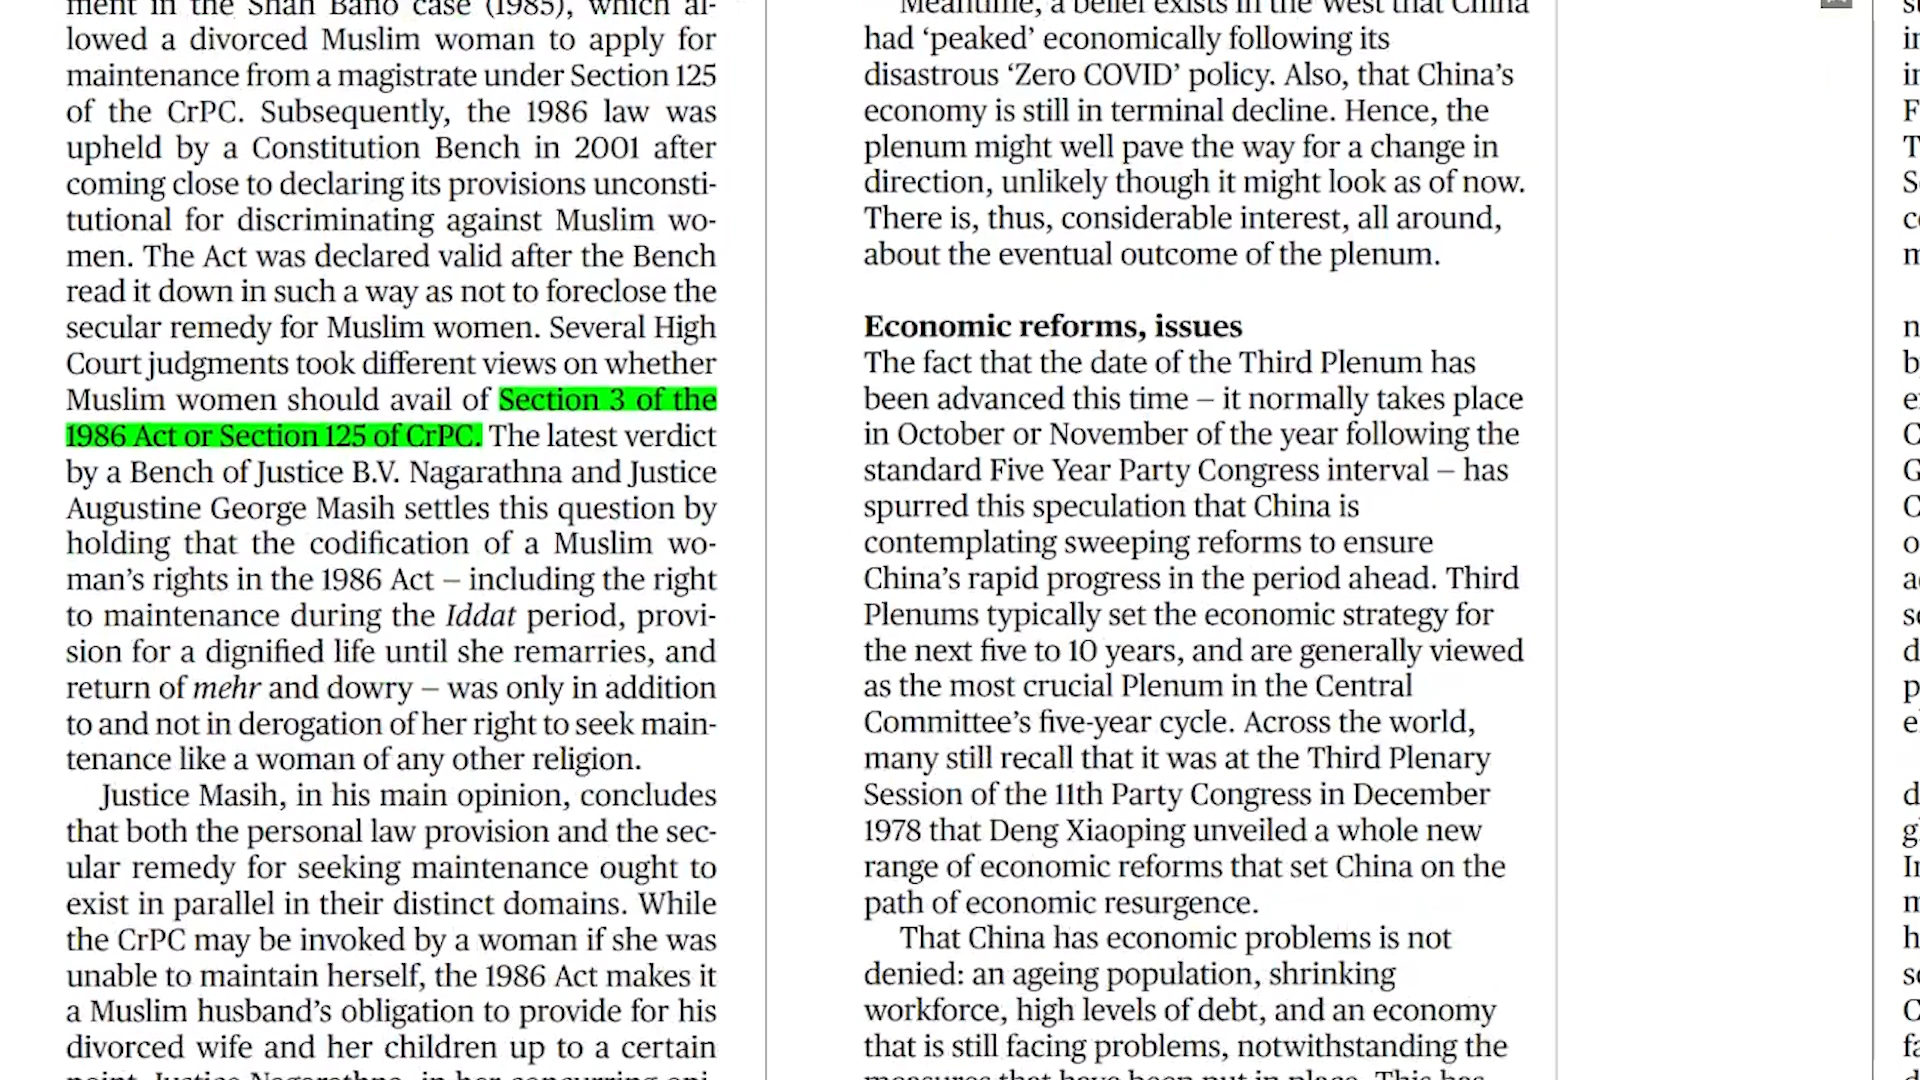 ment in the Shah Bano case (1985), which al-
lowed a divorced Muslim woman to apply for
maintenance from a magistrate under Section 125
of the CrPC. Subsequently, the 1986 law was
upheld by a Constitution Bench in 2001 after
coming close to declaring its provisions unconsti-
tutional for discriminating against Muslim wo-
men. The Act was declared valid after the Bench
read it down in such a way as not to foreclose the
secular remedy for Muslim women. Several High
Court judgments took different views on whether
Muslim women should avail of Section 3 of the
1986 Act or Section 125 of CrPC. The latest verdict
by a Bench of Justice B.V. Nagarathna and Justice
Augustine George Masih settles this question by
holding that the codification of a Muslim wo-
man’s rights in the 1986 Act – including the right
to maintenance during the Iddat period, provi-
sion for a dignified life until she remarries, and
return of mehr and dowry – was only in addition
to and not in derogation of her right to seek main-
tenance like a woman of any other religion.
Justice Masih, in his main opinion, concludes
that both the personal law provision and the sec-
ular remedy for seeking maintenance ought to
exist in parallel in their distinct domains. While
the CrPC may be invoked by a woman if she was
unable to maintain herself, the 1986 Act makes it
a Muslim husband’s obligation to provide for his
divorced wife and her children up to a certain
Meantime, a belief exists in the West that China
had ‘peaked’ economically following its
disastrous ‘Zero COVID’ policy. Also, that China’s
economy is still in terminal decline. Hence, the
plenum might well pave the way for a change in
direction, unlikely though it might look as of now.
There is, thus, considerable interest, all around,
about the eventual outcome of the plenum.
Economic reforms, issues
The fact that the date of the Third Plenum has
been advanced this time – it normally takes place
in October or November of the year following the
standard Five Year Party Congress interval – has
spurred this speculation that China is
contemplating sweeping reforms to ensure
China’s rapid progress in the period ahead. Third
Plenums typically set the economic strategy for
the next five to 10 years, and are generally viewed
as the most crucial Plenum in the Central
Committee’s five-year cycle. Across the world,
many still recall that it was at the Third Plenary
Session of the 11th Party Congress in December
1978 that Deng Xiaoping unveiled a whole new
range of economic reforms that set China on the
path of economic resurgence.
That China has economic problems is not
denied: an ageing population, shrinking
workforce, high levels of debt, and an economy
that is still facing problems, notwithstanding the